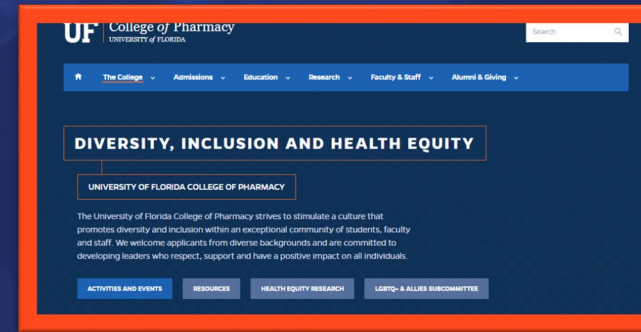 UF College of Pharmacy
UNIVERSITY of FLORIDA
Search
The College Admissions Education Research Faculty & Staff Alumni & Giving
DIVERSITY, INCLUSION AND HEALTH EQUITY
UNIVERSITY OF FLORIDA COLLEGE OF PHARMACY
The University of Florida College of Pharmacy strives to stimulate a culture that
promotes diversity and inclusion within an exceptional community of students, faculty
and staff. We welcome applicants from diverse backgrounds and are committed to
developing leaders who respect, support and have a positive impact on all individuals.
ACTIVITIES AND EVENTS RESOURCES HEALTH EQUITY RESEARCH LGBTQ+ & ALLIES SUBCOMMITTEE